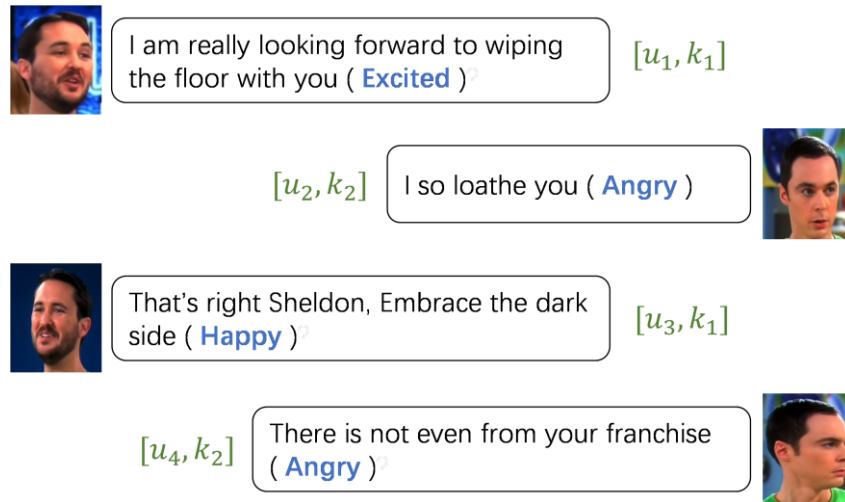 I am really looking forward to wiping
the floor with you ( Excited )
[u₁, k₁]
[u₂, k₂]
I so loathe you ( Angry )
That's right Sheldon, Embrace the dark
side ( Happy )
[u₃, k₁]
[u₄, k₂]
There is not even from your franchise
( Angry )